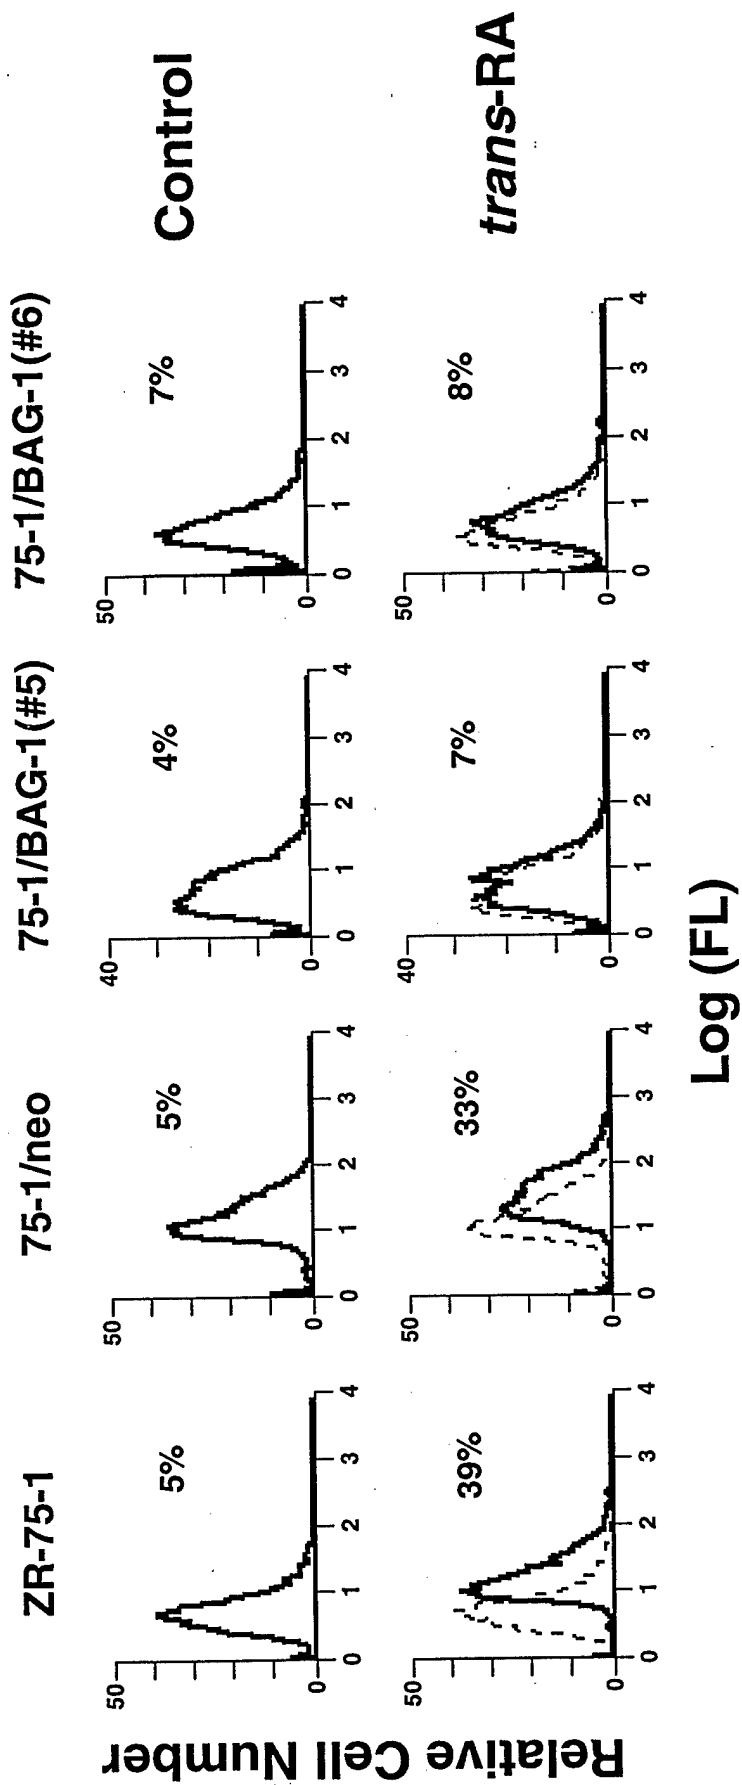 ZR-75-1
75-1/neo
75-1/BAG-1(#5)
75-1/BAG-1(#6)
Relative Cell Number
50
0
5%
0 1 2 3 4
50
0
5%
0 1 2 3 4
40
0
4%
0 1 2 3 4
50
0
7%
0 1 2 3 4
Control
50
0
39%
0 1 2 3 4
50
0
33%
0 1 2 3 4
40
0
7%
0 1 2 3 4
50
0
8%
0 1 2 3 4
trans-RA
Log (FL)